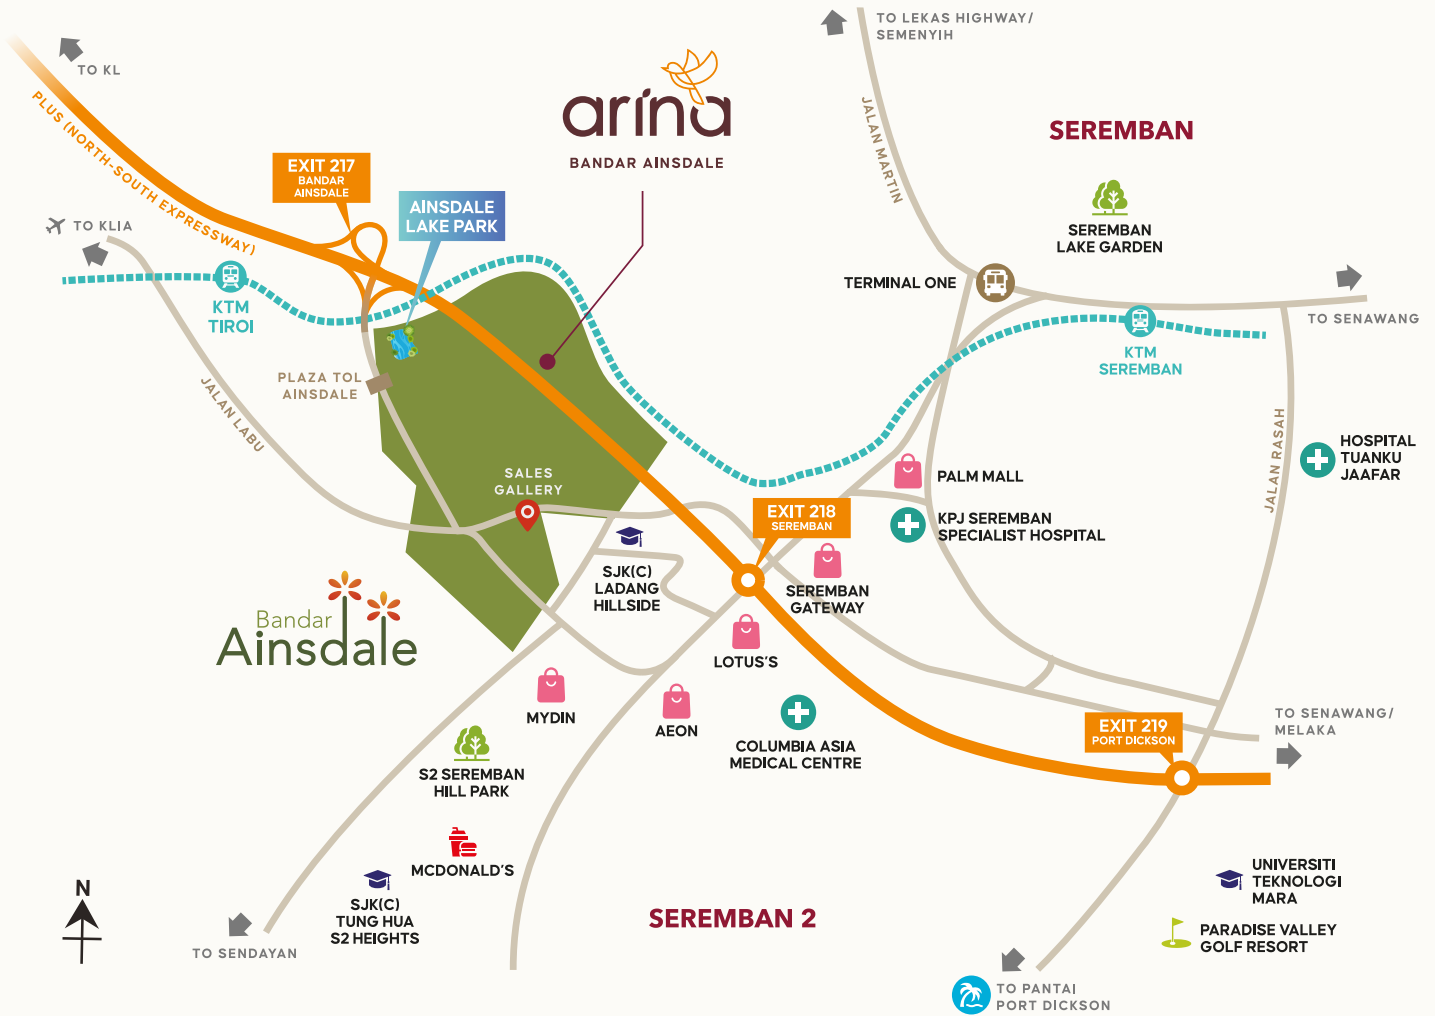 TO LEKAS HIGHWAY/
SEMENYIH
TO KL
PLUS (NORTH-SOUTH EXPRESSWAY)
arina
BANDAR AINSDALE
JALAN MARTIN
SEREMBAN
EXIT 217
BANDAR
AINSDALE
AINSDALE
LAKE PARK
TO KLIA
SEREMBAN
LAKE GARDEN
TERMINAL ONE
KTM
TIROI
TO SENAWANG
KTM
SEREMBAN
PLAZA TOL
AINSDALE
JALAN LABU
JALAN RASAH
HOSPITAL
TUANKU
JAAFAR
SALES
GALLERY
PALM MALL
EXIT 218
SEREMBAN
KPJ SEREMBAN
SPECIALIST HOSPITAL
SJK(C)
LADANG
HILLSIDE
SEREMBAN
GATEWAY
Bandar
Ainsdale
LOTUS'S
MYDIN
AEON
COLUMBIA ASIA
MEDICAL CENTRE
EXIT 219
PORT DICKSON
TO SENAWANG/
MELAKA
S2 SEREMBAN
HILL PARK
MCDONALD'S
SJK(C)
TUNG HUA
S2 HEIGHTS
N
TO SENDAYAN
SEREMBAN 2
UNIVERSITI
TEKNOLOGI
MARA
PARADISE VALLEY
GOLF RESORT
TO PANTAI
PORT DICKSON